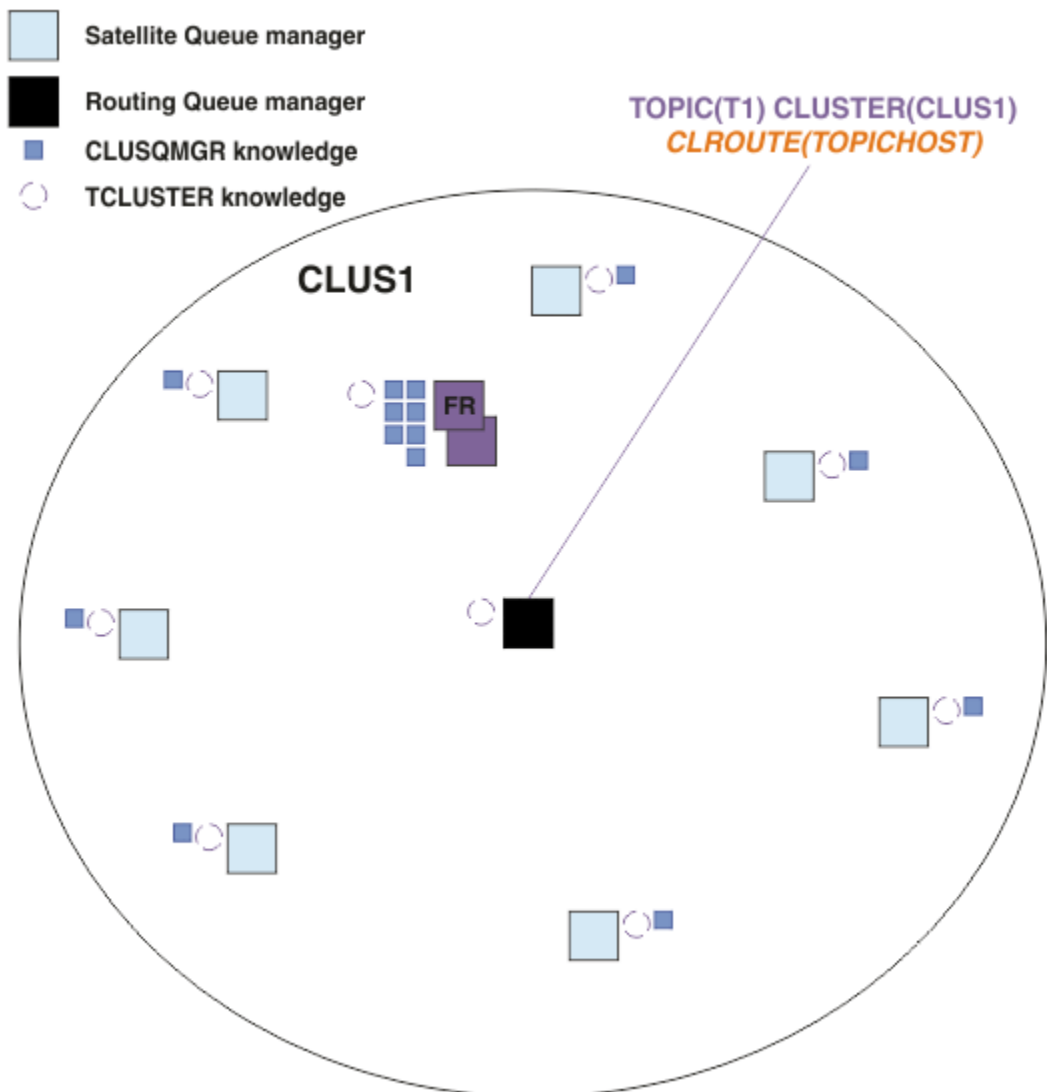 Satellite Queue manager
Routing Queue manager
CLUSQMGR knowledge
TCLUSTER knowledge
TOPIC(T1) CLUSTER(CLUS1)
CLROUTE(TOPICHOST)
CLUS1
FR